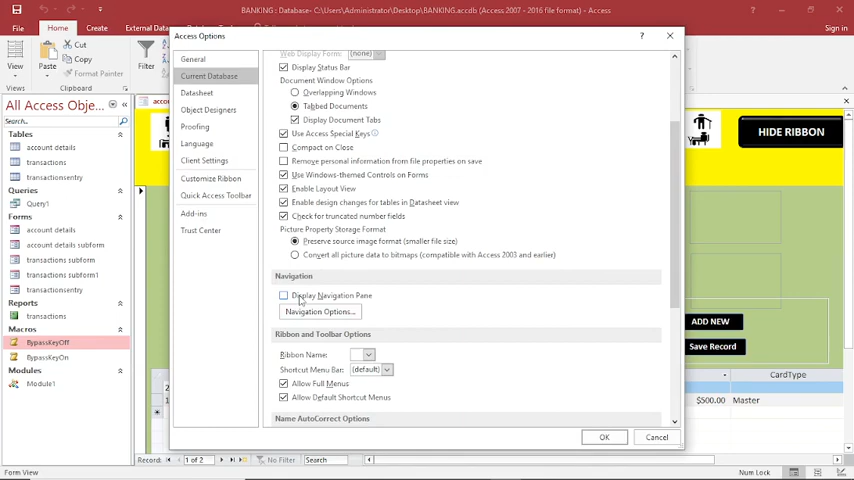 BANKING : Database- C:\Users\Administrator\Desktop\BANKING.accdb (Access 2007 - 2016 file format) - Access
File
Home
Create
External Data
Sign in
View
Views
Paste
Cut
Copy
Format Painter
Clipboard
Filter
All Access Obje...
Search...
Tables
account details
transactions
transactionsentry
Queries
Query1
Forms
account details
account details subform
transactions subform
transactions subform1
transactionsentry
Reports
transactions
Macros
BypassKeyOff
BypassKeyOn
Modules
Module1
Access Options
General
Current Database
Datasheet
Object Designers
Proofing
Language
Client Settings
Customize Ribbon
Quick Access Toolbar
Add-ins
Trust Center
Web Display Form: (none)
Display Status Bar
Document Window Options
Overlapping Windows
Tabbed Documents
Display Document Tabs
Use Access Special Keys
Compact on Close
Remove personal information from file properties on save
Use Windows-themed Controls on Forms
Enable Layout View
Enable design changes for tables in Datasheet view
Check for truncated number fields
Picture Property Storage Format
Preserve source image format (smaller file size)
Convert all picture data to bitmaps (compatible with Access 2003 and earlier)
Navigation
Display Navigation Pane
Navigation Options...
Ribbon and Toolbar Options
Ribbon Name:
Shortcut Menu Bar: (default)
Allow Full Menus
Allow Default Shortcut Menus
Name AutoCorrect Options
OK
Cancel
HIDE RIBBON
ADD NEW
Save Record
CardType
$500.00 Master
Record: 1 of 2 No Filter Search
Form View
Num Lock